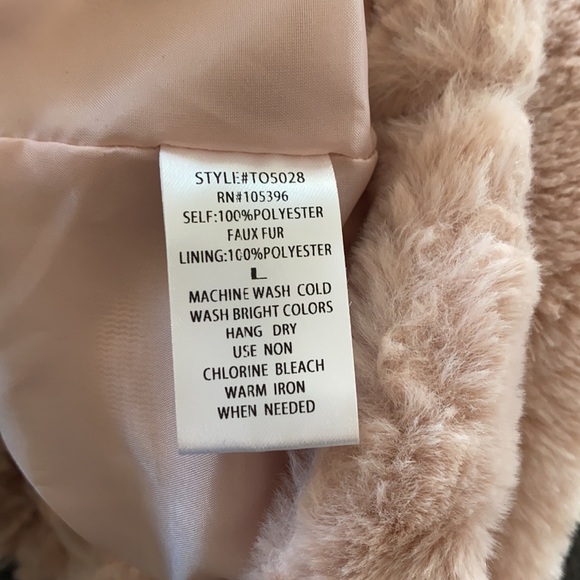 STYLE#TO5028
RN#105396
SELF:100%POLYESTER
FAUX FUR
LINING:100%POLYESTER
L
MACHINE WASH COLD
WASH BRIGHT COLORS
HANG DRY
USE NON
CHLORINE BLEACH
WARM IRON
WHEN NEEDED